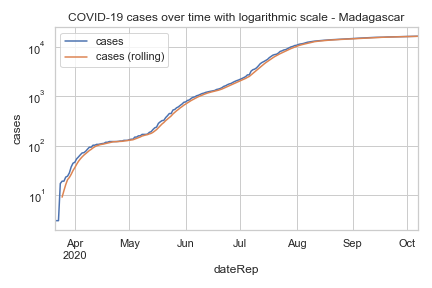 COVID-19 cases over time with logarithmic scale - Madagascar
cases
cases (rolling)
10⁴
10³
10²
10¹
cases
Apr
2020
May
Jun
Jul
Aug
Sep
Oct
dateRep